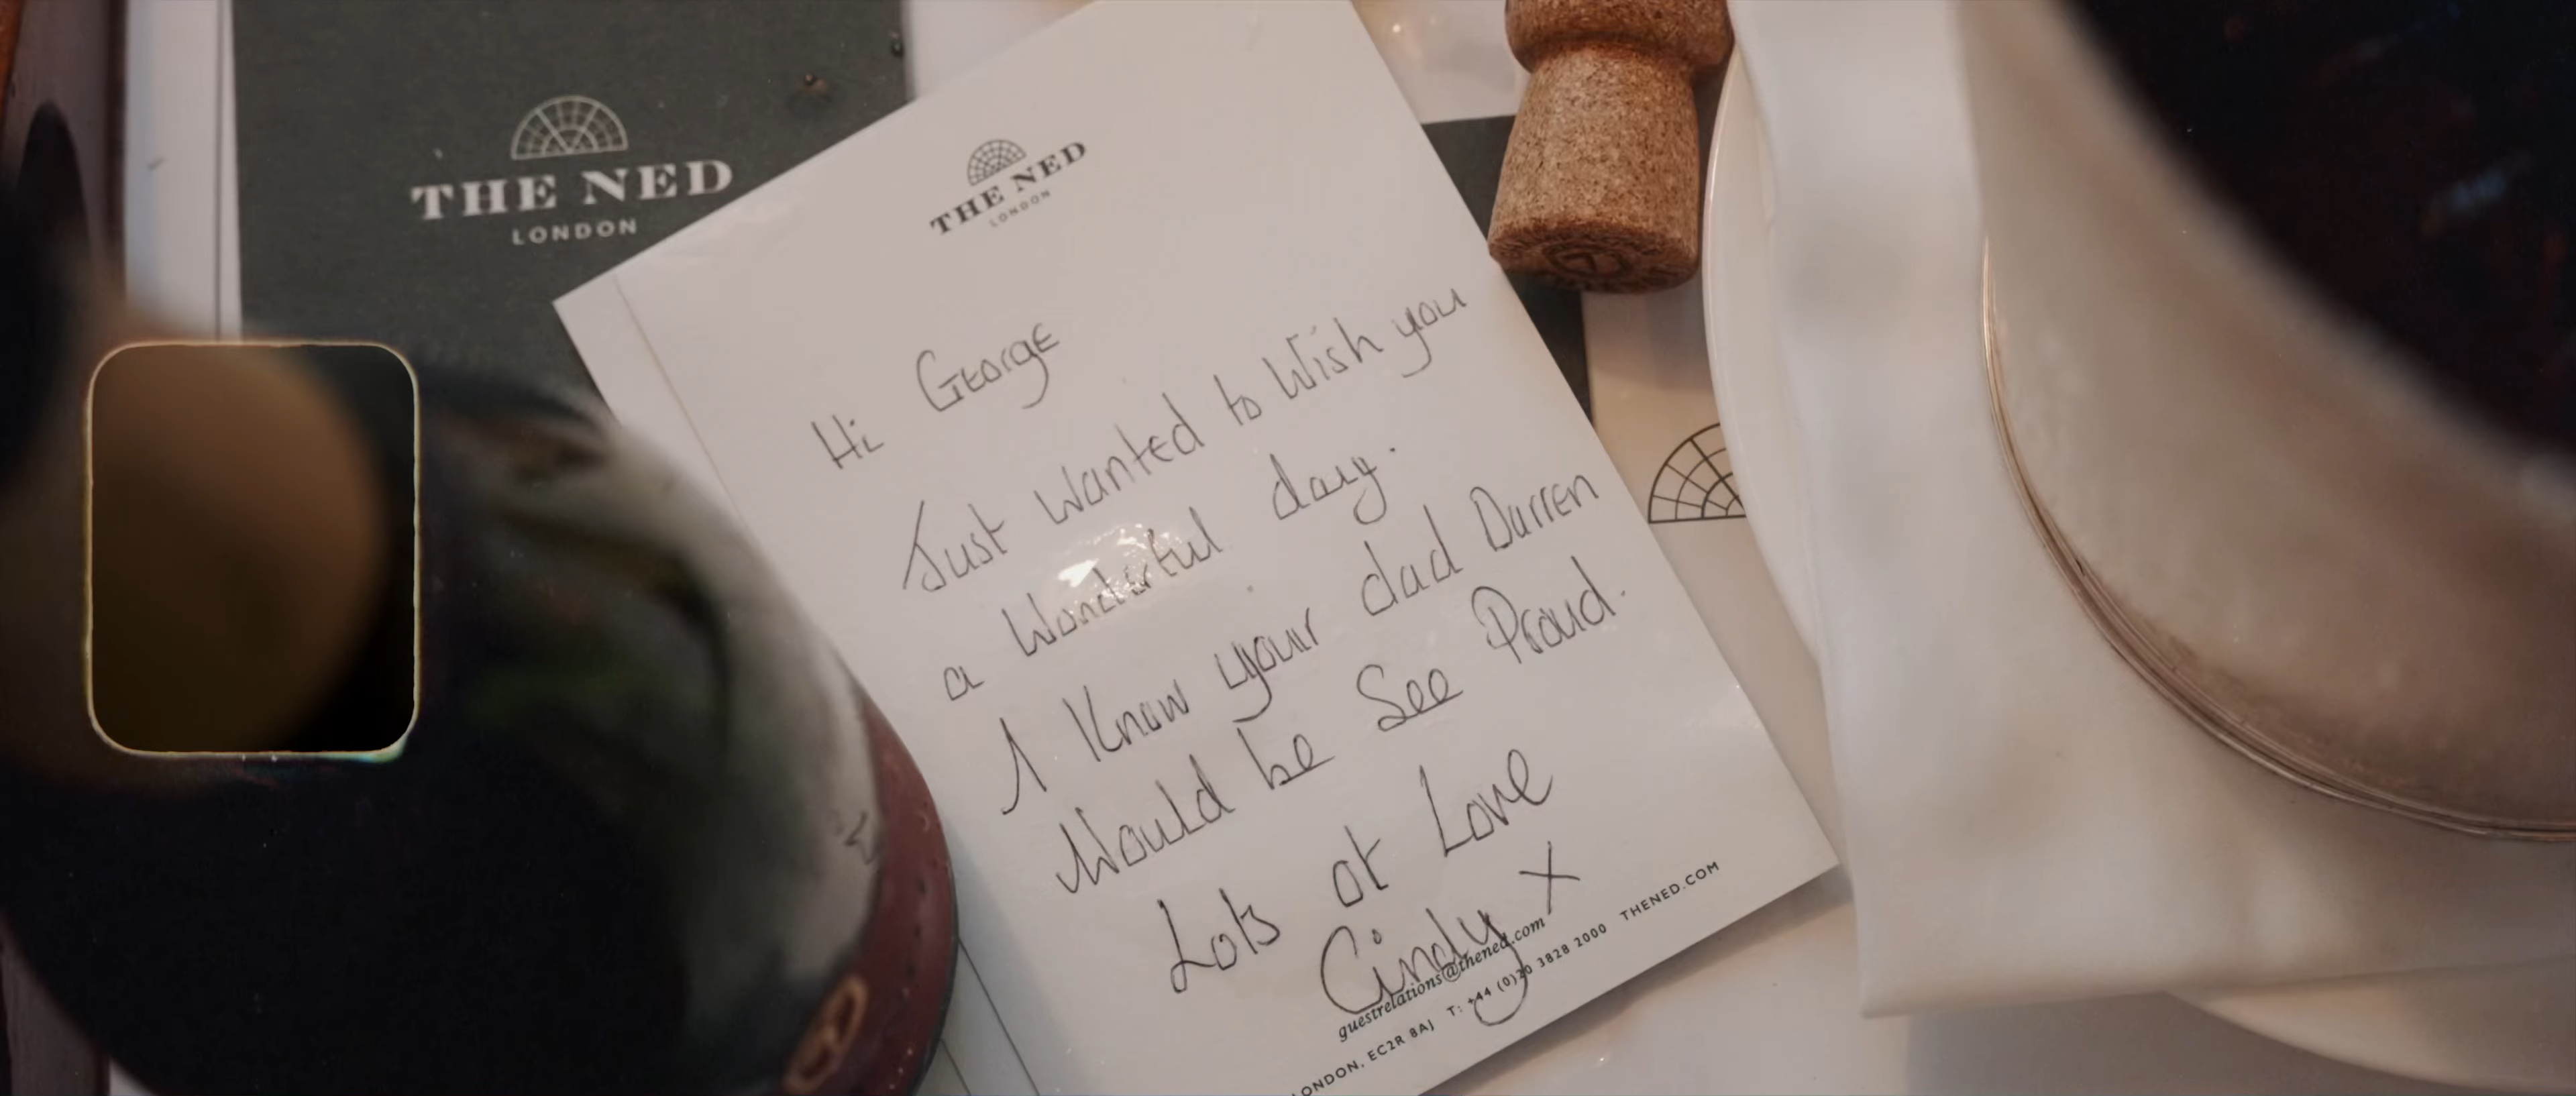 THE NED
LONDON
THE NED
LONDON
Hi George
Just Wanted to Wish you
a Wonderful day.
I Know your dad Darren
Would be See Proud.
Lots of Love
Cindy X
guestrelations@thened.com
LONDON, EC2R 8AJ T: +44 (0)20 3828 2000 THENED.COM